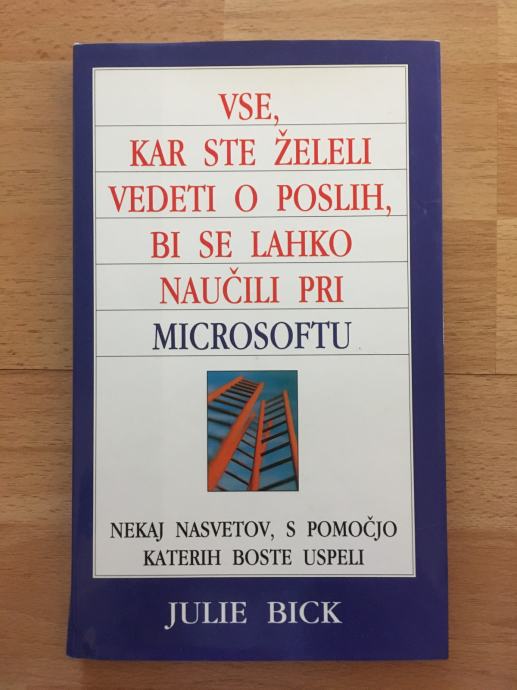 VSE,
KAR STE ŽELELI
VEDETI O POSLIH,
BI SE LAHKO
NAUČILI PRI
MICROSOFTU
NEKAJ NASVETOV, S POMOČJO
KATERIH BOSTE USPELI
JULIE BICK